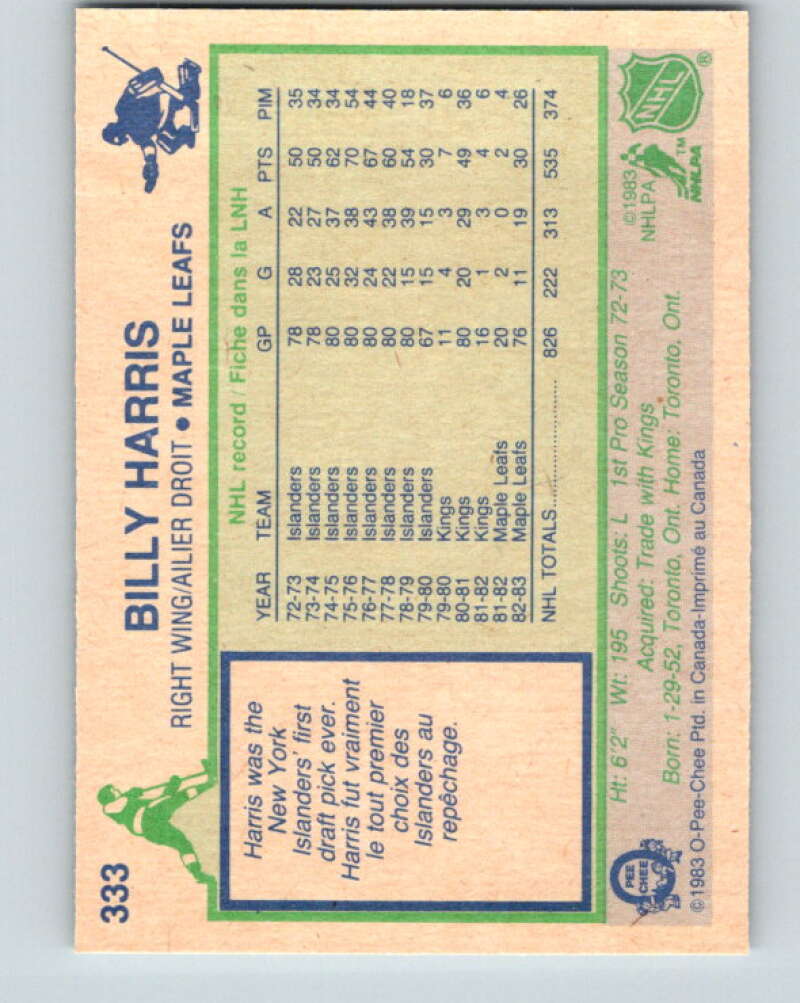 333
BILLY HARRIS
RIGHT WING/AILIER DROIT • MAPLE LEAFS
Harris was the
New York
Islanders' first
draft pick ever.
Harris fut vraiment
le tout premier
choix des
Islanders au
repêchage.
NHL record / Fiche dans la LNH
YEAR TEAM GP G A PTS PIM
72-73 Islanders 78 28 22 50 35
73-74 Islanders 78 23 27 50 34
74-75 Islanders 80 25 37 62 34
75-76 Islanders 80 32 38 70 54
76-77 Islanders 80 24 43 67 44
77-78 Islanders 80 22 38 60 40
78-79 Islanders 80 15 39 54 18
79-80 Islanders 67 15 15 30 37
79-80 Kings 11 4 3 7 6
80-81 Kings 80 20 29 49 36
81-82 Kings 16 1 3 4 6
81-82 Maple Leafs 20 2 0 2 4
82-83 Maple Leafs 76 11 19 30 26
NHL TOTALS 826 222 313 535 374
Ht: 6'2" Wt: 195 Shoots: L 1st Pro Season 72-73
Acquired: Trade with Kings
Born: 1-29-52, Toronto, Ont. Home: Toronto, Ont.
©1983 O-Pee-Chee Ptd. in Canada-Imprimé au Canada
O
PEE
CHEE
©1983
NHLPA
NHL ®
NHLPA ™